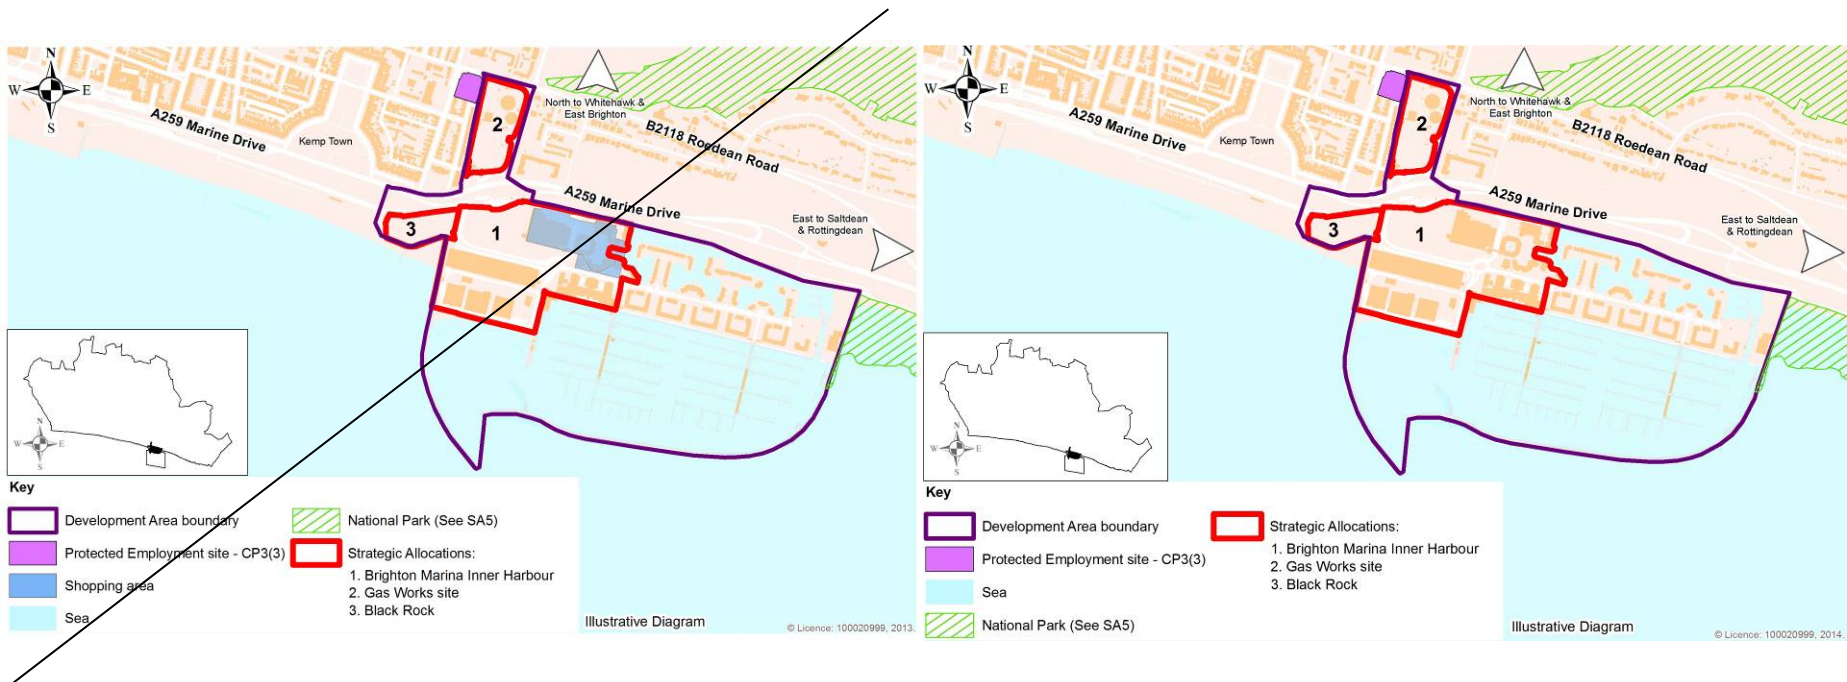 N
W E
S
A259 Marine Drive
Kemp Town
2
North to Whitehawk &
East Brighton
B2118 Roedean Road
A259 Marine Drive
East to Saltdean
& Rottingdean
3
1
N
W E
S
Key
Development Area boundary
Protected Employment site - CP3(3)
Shopping area
Sea
National Park (See SA5)
Strategic Allocations:
1. Brighton Marina Inner Harbour
2. Gas Works site
3. Black Rock
Illustrative Diagram
© Licence: 100020999, 2013.
N
W E
S
A259 Marine Drive
Kemp Town
2
North to Whitehawk &
East Brighton
B2118 Roedean Road
A259 Marine Drive
East to Saltdean
& Rottingdean
3
1
N
W E
S
Key
Development Area boundary
Protected Employment site - CP3(3)
Sea
National Park (See SA5)
Strategic Allocations:
1. Brighton Marina Inner Harbour
2. Gas Works site
3. Black Rock
Illustrative Diagram
© Licence: 100020999, 2014.